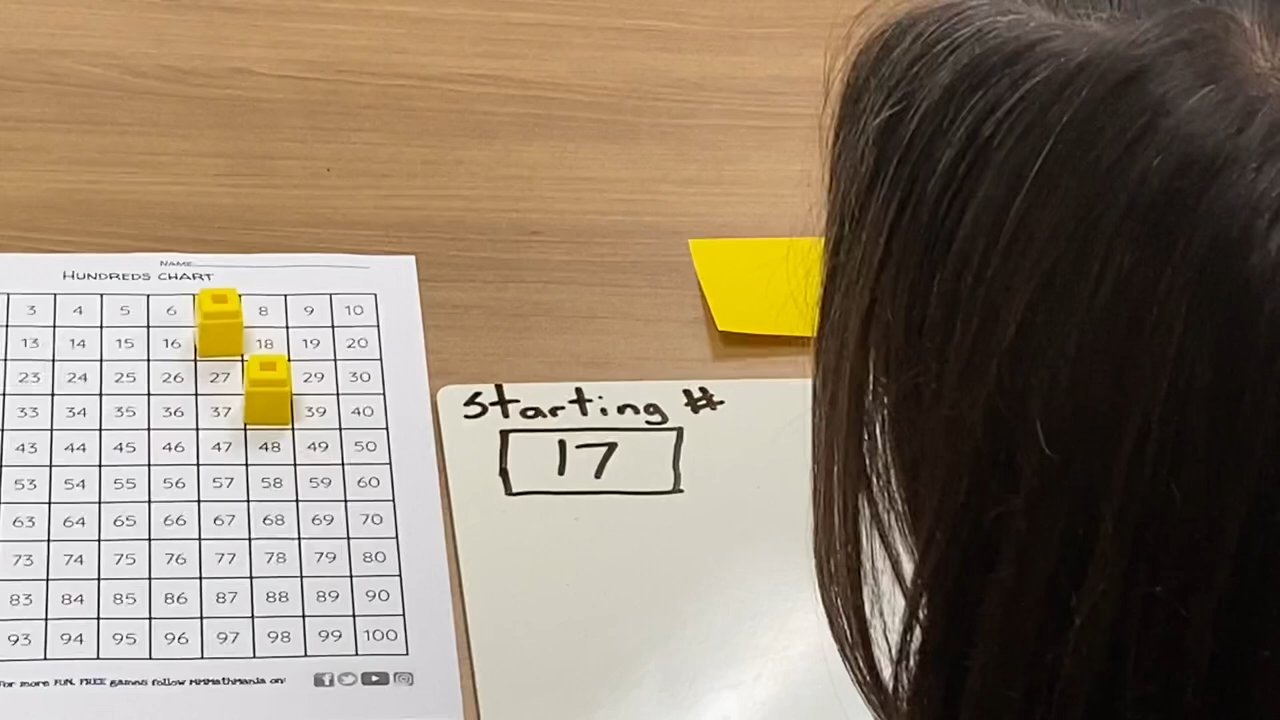 NAME
HUNDREDS CHART
3 4 5 6 8 9 10
13 14 15 16 18 19 20
23 24 25 26 27 29 30
33 34 35 36 37 39 40
43 44 45 46 47 48 49 50
53 54 55 56 57 58 59 60
63 64 65 66 67 68 69 70
73 74 75 76 77 78 79 80
83 84 85 86 87 88 89 90
93 94 95 96 97 98 99 100
For more FUN, FREE games follow MMMathMania on:
Starting #
17